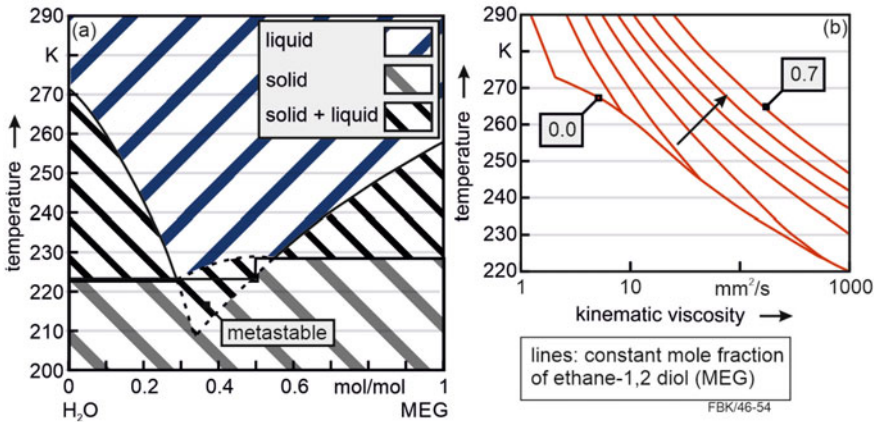 (a)
290
K
270
260
250
240
230
220
210
200
temperature
liquid
solid
solid + liquid
metastable
0
0.2
0.4
0.6
mol/mol
1
H₂O
MEG
(b)
290
K
270
260
250
240
230
220
temperature
0.0
0.7
1
10
mm²/s
1000
kinematic viscosity
lines: constant mole fraction
of ethane-1,2 diol (MEG)
FBK/46-54